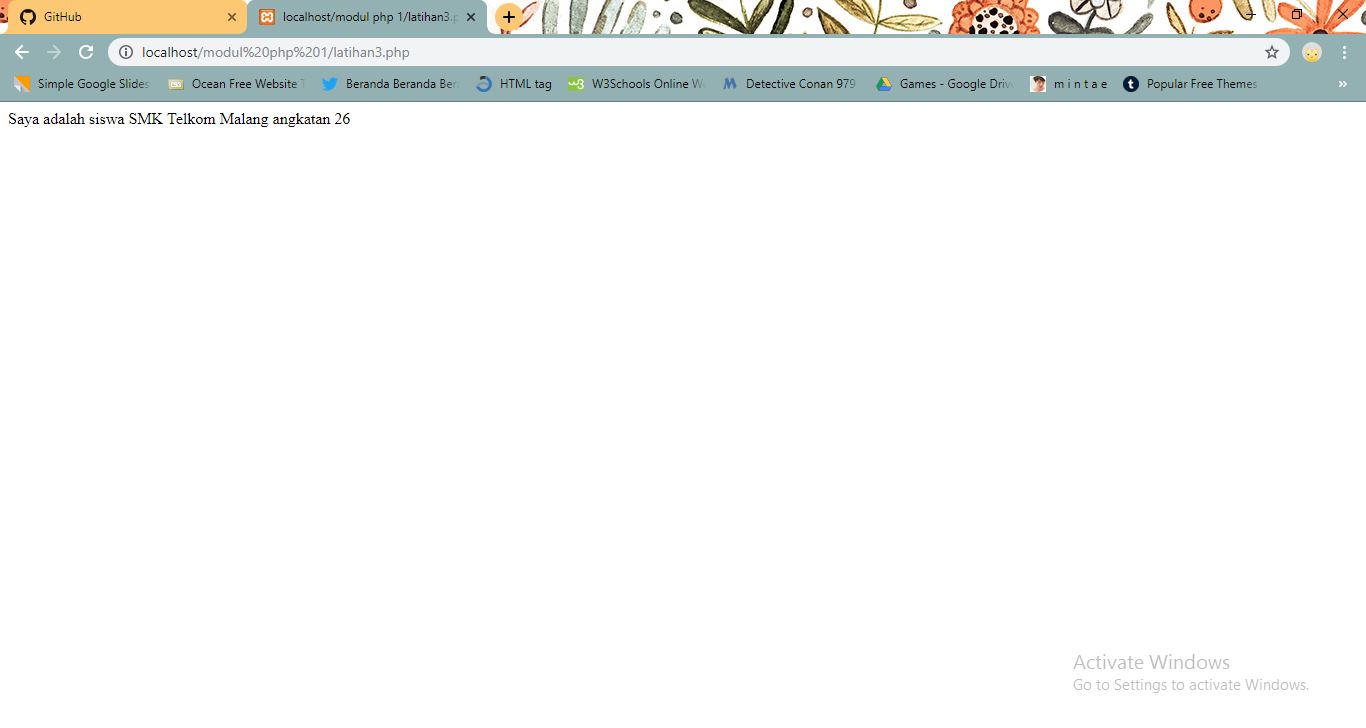 GitHub
localhost/modul php 1/latihan3.p
localhost/modul%20php%201/latihan3.php
Simple Google Slides
Ocean Free Website T
Beranda Beranda Ber
HTML tag
W3Schools Online W
Detective Conan 979
Games - Google Driv
m i n t a e
Popular Free Themes
Saya adalah siswa SMK Telkom Malang angkatan 26
Activate Windows
Go to Settings to activate Windows.